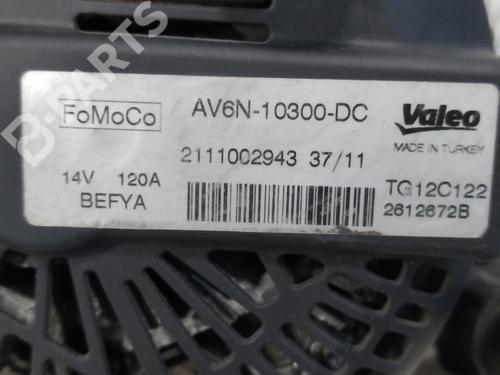 B-PARTS
FoMoCo
AV6N-10300-DC
Valeo
MADE IN TURKEY
2111002943 37/11
14V 120A
BEFYA
TG12C122
2612672B